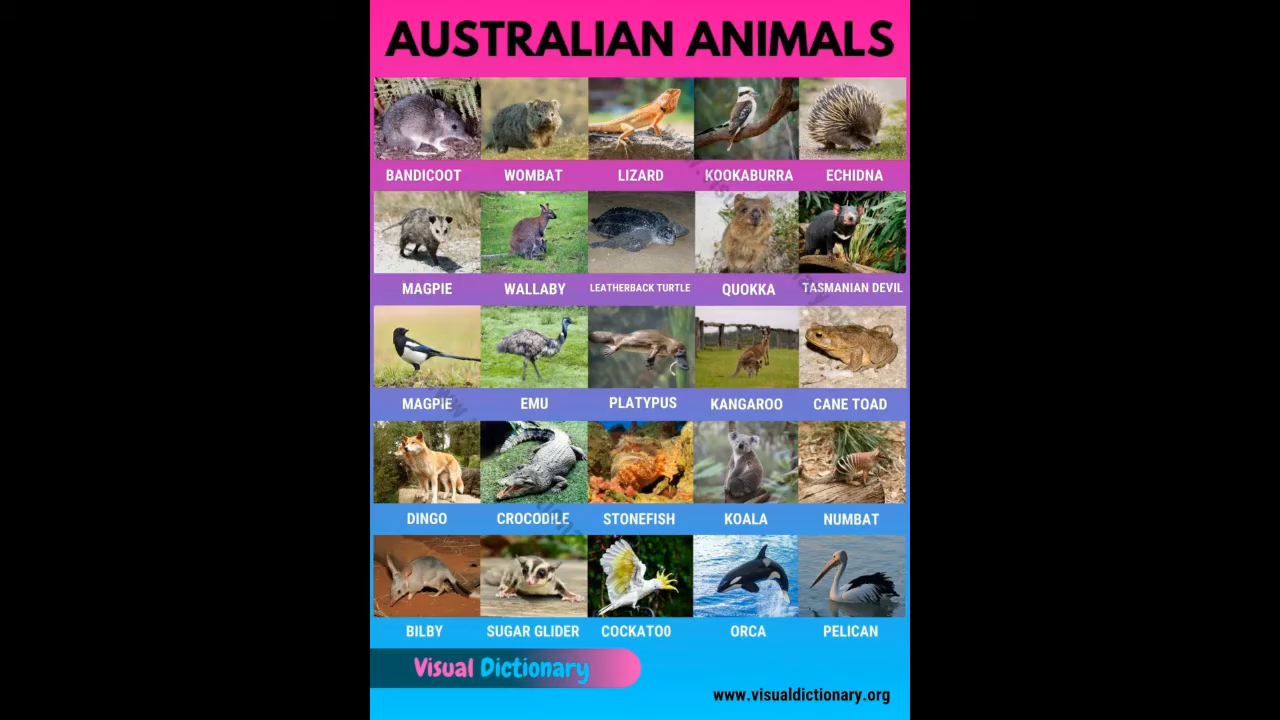 AUSTRALIAN ANIMALS
BANDICOOT WOMBAT LIZARD KOOKABURRA ECHIDNA
MAGPIE WALLABY LEATHERBACK TURTLE QUOKKA TASMANIAN DEVIL
MAGPIE EMU PLATYPUS KANGAROO CANE TOAD
DINGO CROCODILE STONEFISH KOALA NUMBAT
BILBY SUGAR GLIDER COCKATO0 ORCA PELICAN
Visual Dictionary
www.visualdictionary.org